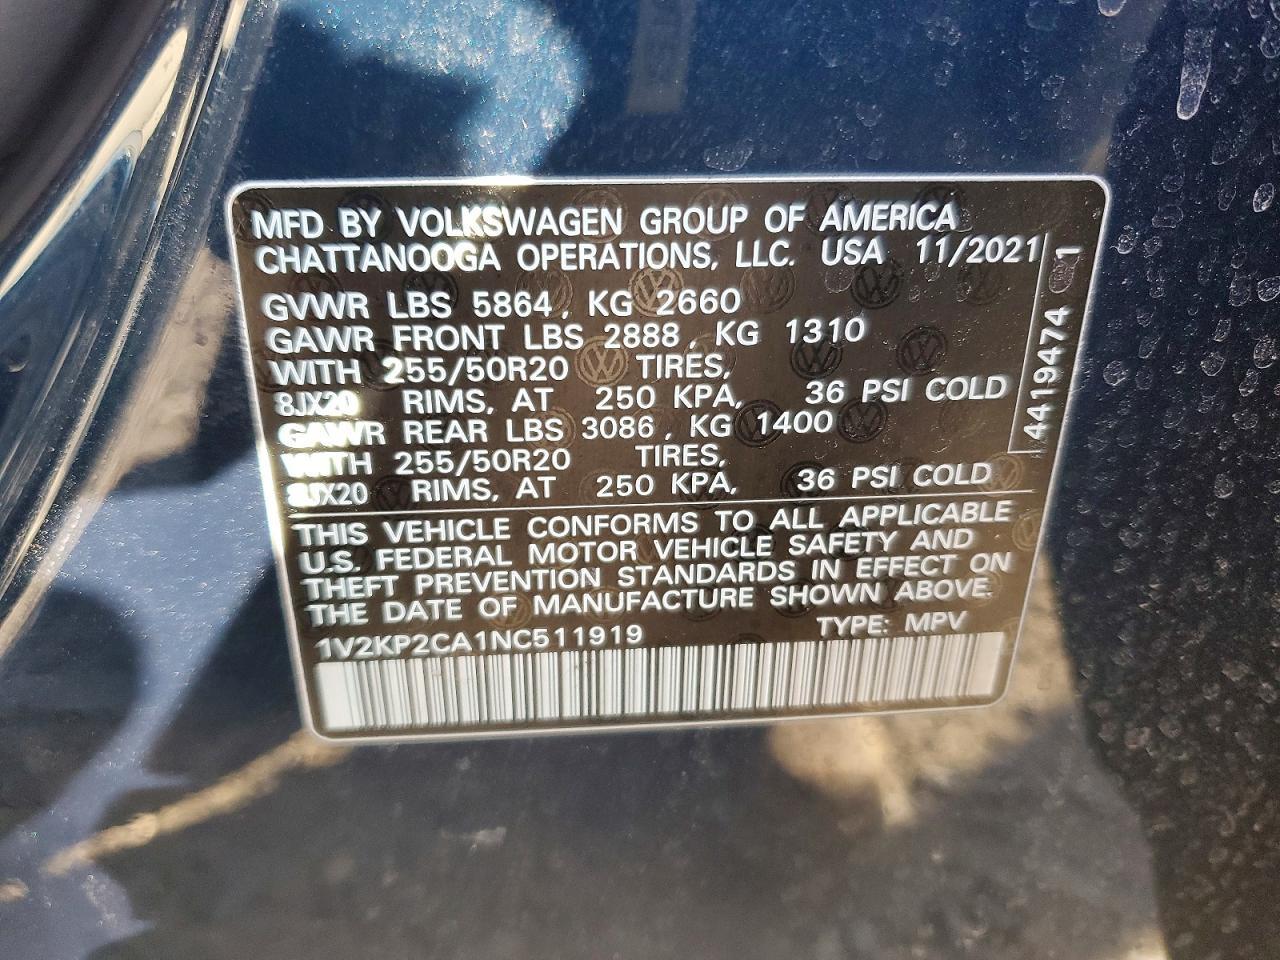 MFD BY VOLKSWAGEN GROUP OF AMERICA
CHATTANOOGA OPERATIONS, LLC. USA 11/2021
GVWR LBS 5864, KG 2660
GAWR FRONT LBS 2888, KG 1310
WITH 255/50R20 TIRES,
8JX20 RIMS, AT 250 KPA, 36 PSI COLD
GAWR REAR LBS 3086, KG 1400
WITH 255/50R20 TIRES,
8JX20 RIMS, AT 250 KPA, 36 PSI COLD
4419474 1
THIS VEHICLE CONFORMS TO ALL APPLICABLE
U.S. FEDERAL MOTOR VEHICLE SAFETY AND
THEFT PREVENTION STANDARDS IN EFFECT ON
THE DATE OF MANUFACTURE SHOWN ABOVE.
1V2KP2CA1NC511919 TYPE: MPV